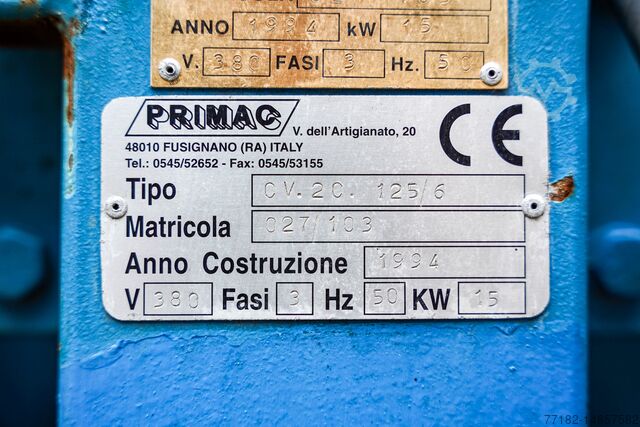 ANNO 1994 kW 15
V. 380 FASI 3 Hz. 50
PRIMAC V. dell'Artigianato, 20
48010 FUSIGNANO (RA) ITALY
Tel.: 0545/52652 - Fax: 0545/53155
CE
Tipo CV.2C. 125/6
Matricola 027/103
Anno Costruzione 1994
V 380 Fasi 3 Hz 50 KW 15